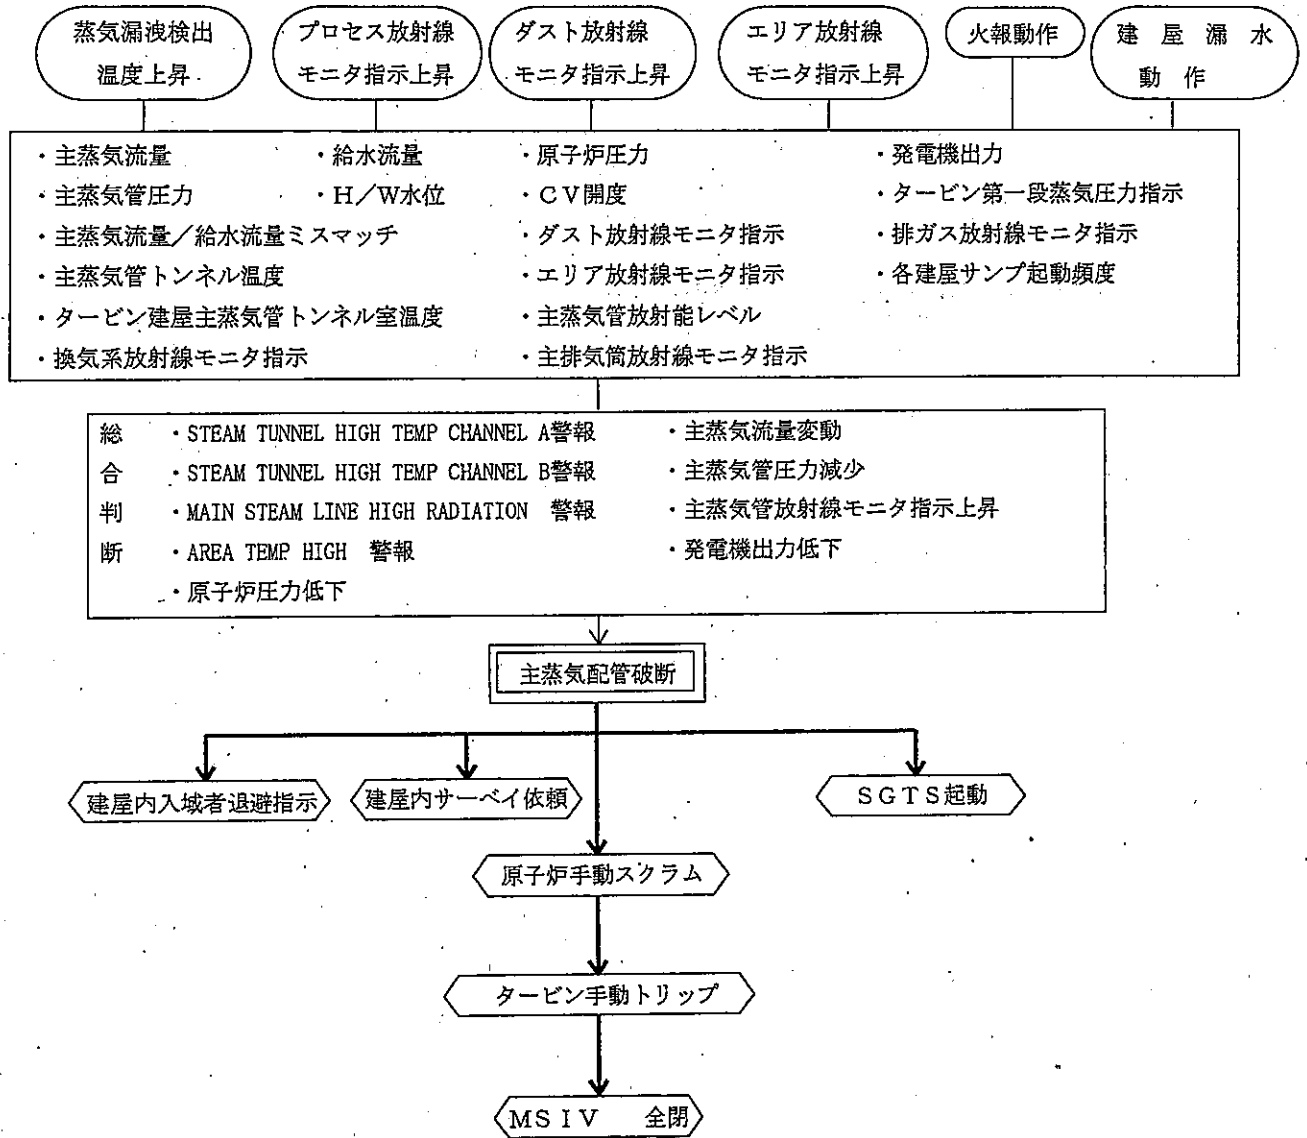 蒸気漏洩検出
温度上昇
プロセス放射線
モニタ指示上昇
ダスト放射線
モニタ指示上昇
エリア放射線
モニタ指示上昇
火報動作
建屋漏水
動作
・主蒸気流量 ・給水流量 ・原子炉圧力 ・発電機出力
・主蒸気管圧力 ・H/W水位 ・CV開度 ・タービン第一段蒸気圧力指示
・主蒸気流量/給水流量ミスマッチ ・ダスト放射線モニタ指示 ・排ガス放射線モニタ指示
・主蒸気管トンネル温度 ・エリア放射線モニタ指示 ・各建屋サンプ起動頻度
・タービン建屋主蒸気管トンネル室温度 ・主蒸気管放射能レベル
・換気系放射線モニタ指示 ・主排気筒放射線モニタ指示
総 ・STEAM TUNNEL HIGH TEMP CHANNEL A警報 ・主蒸気流量変動
合 ・STEAM TUNNEL HIGH TEMP CHANNEL B警報 ・主蒸気管圧力減少
判 ・MAIN STEAM LINE HIGH RADIATION 警報 ・主蒸気管放射線モニタ指示上昇
断 ・AREA TEMP HIGH 警報 ・発電機出力低下
・原子炉圧力低下
主蒸気配管破断
建屋内入域者退避指示
建屋内サーベイ依頼
SGTS起動
原子炉手動スクラム
タービン手動トリップ
MSIV 全閉